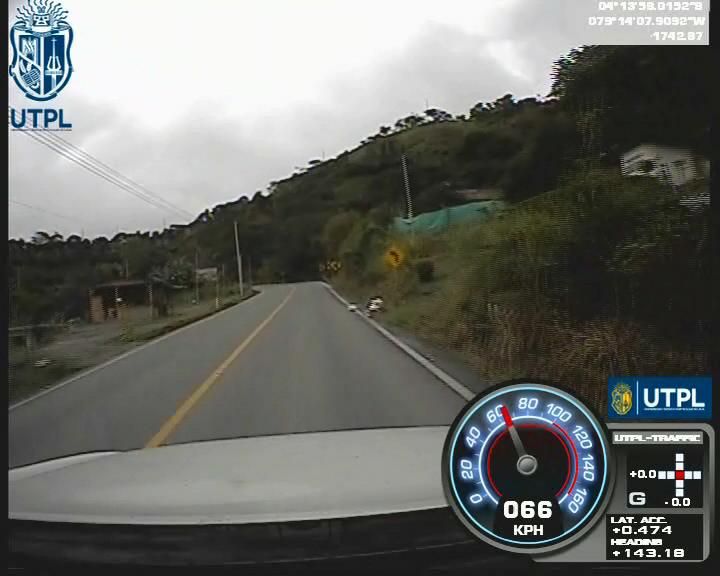 04°13'58.0152"S
079°14'07.9092"W
1742.87
UTPL
UTPL
UTPL-TRAFFIC
0 20 40 60 80 100 120 140 160
066
KPH
+0.0
G
-0.0
LAT. ACC.
+0.474
HEADING
+143.18